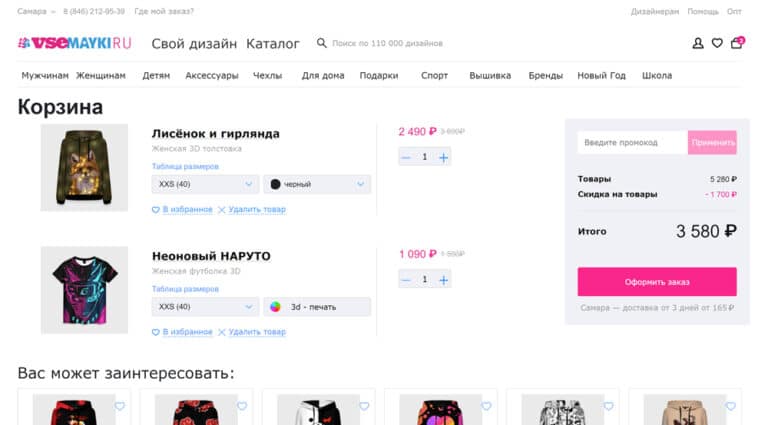 Самара
8 (846) 212-95-39
Где мой заказ?
Дизайнерам
Помощь
Опт
VSEMAYKI.RU
Свой дизайн
Каталог
Поиск по 110 000 дизайнов
2
Мужчинам
Женщинам
Детям
Аксессуары
Чехлы
Для дома
Подарки
Спорт
Вышивка
Бренды
Новый Год
Школа
Корзина
Лисёнок и гирлянда
Женская 3D толстовка
Таблица размеров
XXS (40)
черный
В избранное
Удалить товар
2 490 ₽
1
Неоновый НАРУТО
Женская футболка 3D
Таблица размеров
XXS (40)
3d - печать
В избранное
Удалить товар
1 090 ₽
1 590₽
1
Введите промокод
Применить
Товары
5 280 ₽
Скидка на товары
- 1 700 ₽
Итого
3 580 ₽
Оформить заказ
Самара — доставка от 3 дней от 165 ₽
Вас может заинтересовать: